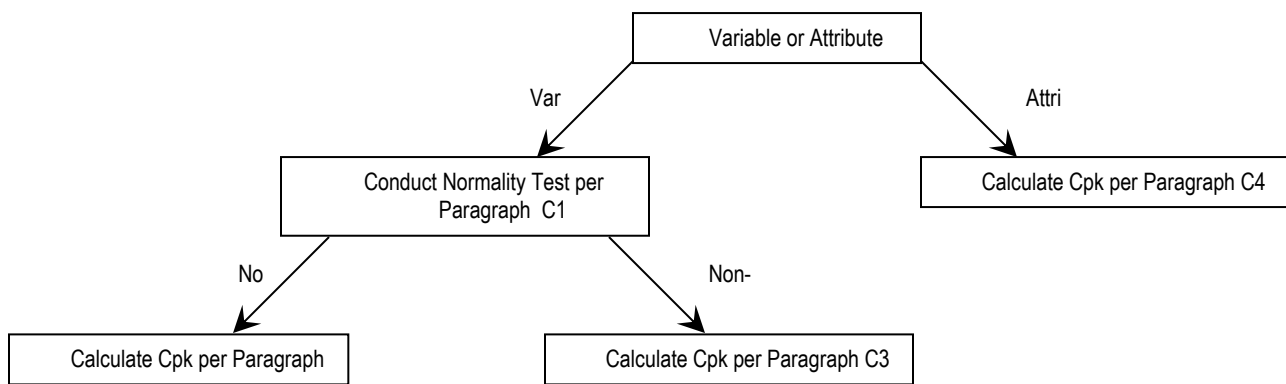 Variable or Attribute
Var
Attri
Conduct Normality Test per
Paragraph C1
Calculate Cpk per Paragraph C4
No
Non-
Calculate Cpk per Paragraph
Calculate Cpk per Paragraph C3